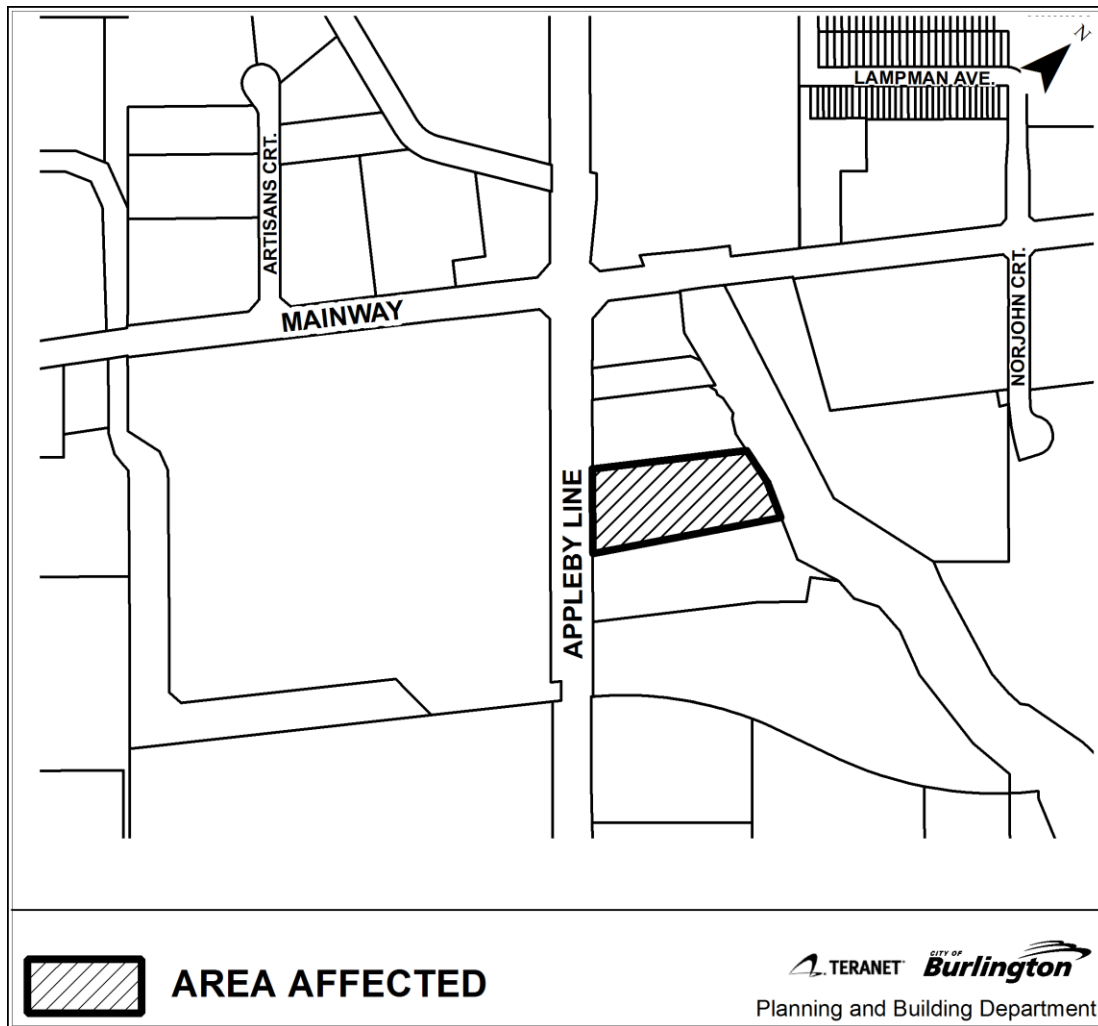 N
LAMPMAN AVE.
ARTISANS CRT.
MAINWAY
NORJOHN CRT.
APPLEBY LINE
AREA AFFECTED
TERANET
CITY OF
Burlington
Planning and Building Department